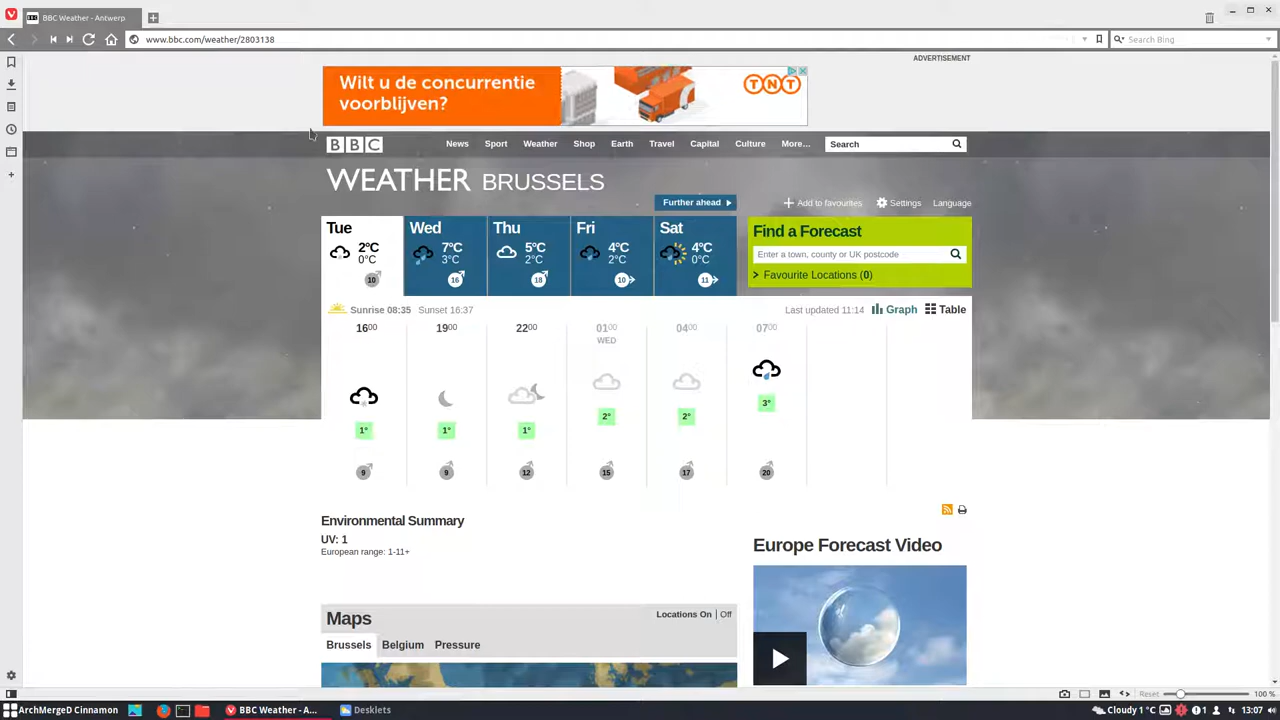 BBC Weather - Antwerp
www.bbc.com/weather/2803138
Search Bing
ADVERTISEMENT
Wilt u de concurrentie
voorblijven?
TNT
BBC
News Sport Weather Shop Earth Travel Capital Culture More... Search
WEATHER BRUSSELS
Further ahead
Add to favourites Settings Language
Tue Wed Thu Fri Sat
2°C 7°C 5°C 4°C 4°C
0°C 3°C 2°C 2°C 0°C
10 16 18 10 11
Find a Forecast
Enter a town, county or UK postcode
Favourite Locations (0)
Sunrise 08:35 Sunset 16:37 Last updated 11:14 Graph Table
1600 1900 2200 0100 0400 0700
WED
3°
2° 2°
1° 1° 1°
9 9 12 15 17 20
Environmental Summary
UV: 1
European range: 1-11+
Europe Forecast Video
Maps
Locations On | Off
Brussels Belgium Pressure
Reset 100 %
ArchMergeD Cinnamon BBC Weather - A... Desklets Cloudy 1 °C 1 13:07